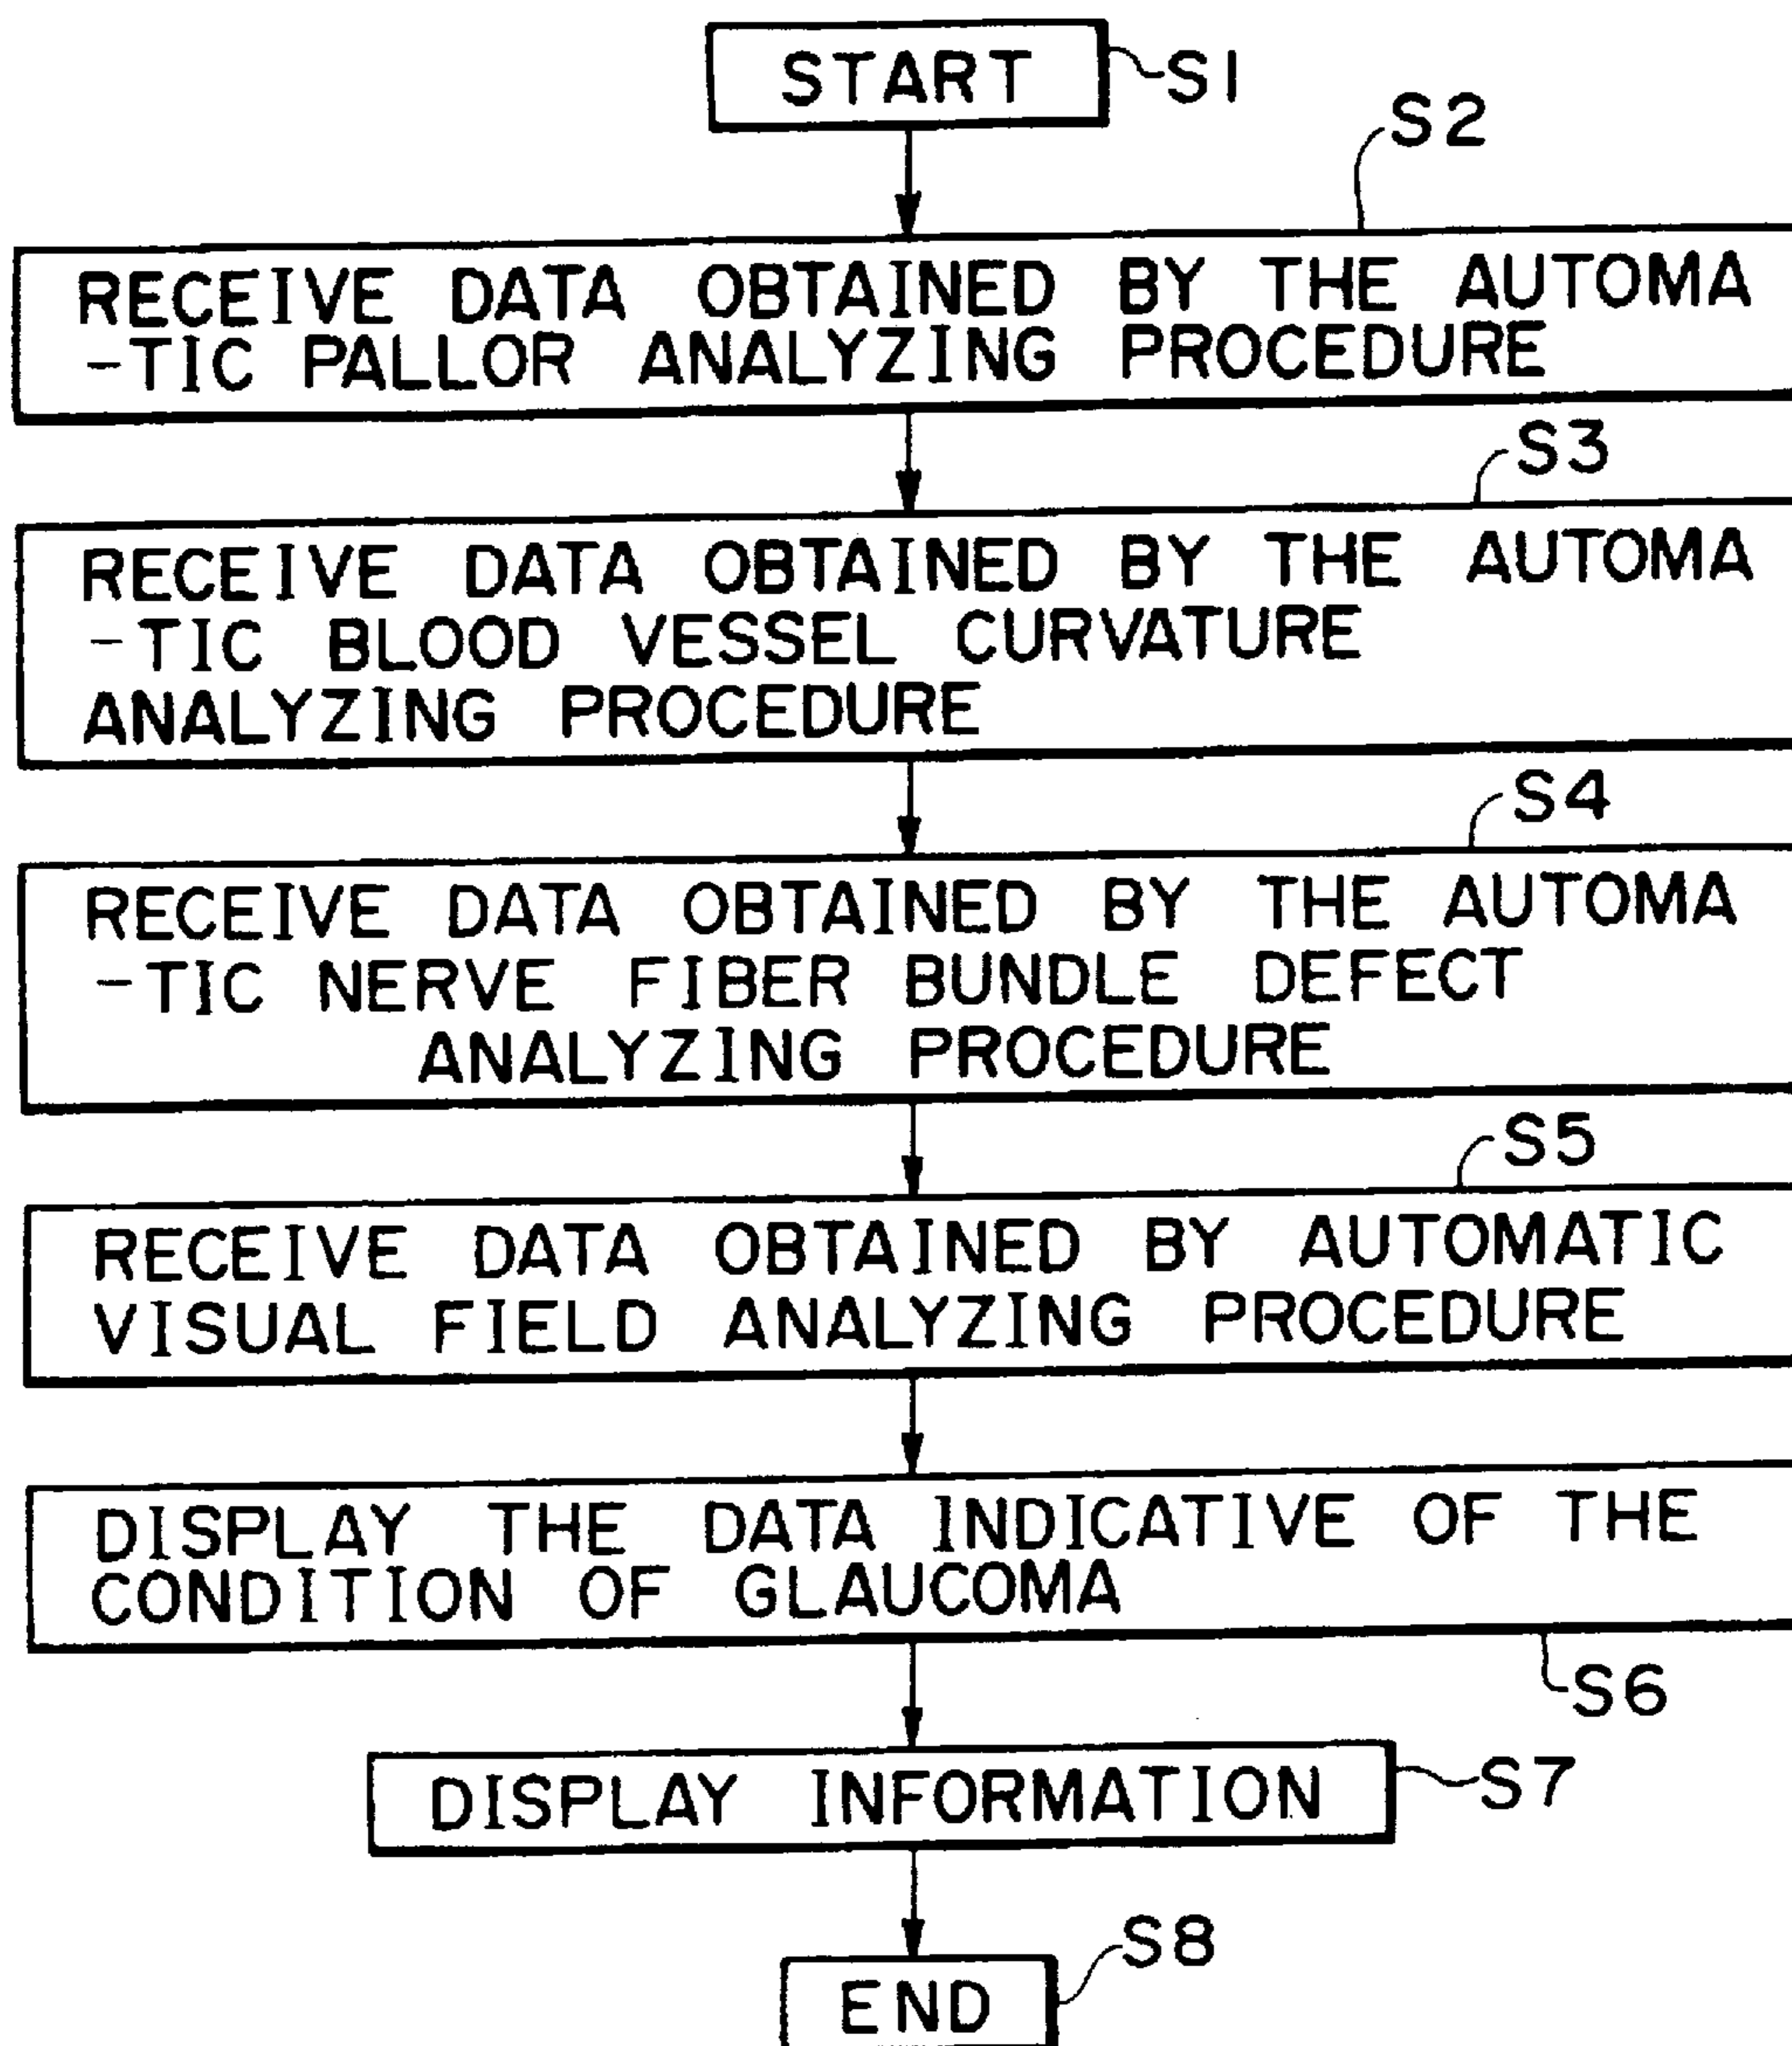 START
S1
S2
RECEIVE DATA OBTAINED BY THE AUTOMA
-TIC PALLOR ANALYZING PROCEDURE
S3
RECEIVE DATA OBTAINED BY THE AUTOMA
-TIC BLOOD VESSEL CURVATURE
ANALYZING PROCEDURE
S4
RECEIVE DATA OBTAINED BY THE AUTOMA
-TIC NERVE FIBER BUNDLE DEFECT
ANALYZING PROCEDURE
S5
RECEIVE DATA OBTAINED BY AUTOMATIC
VISUAL FIELD ANALYZING PROCEDURE
DISPLAY THE DATA INDICATIVE OF THE
CONDITION OF GLAUCOMA
S6
DISPLAY INFORMATION
S7
S8
END